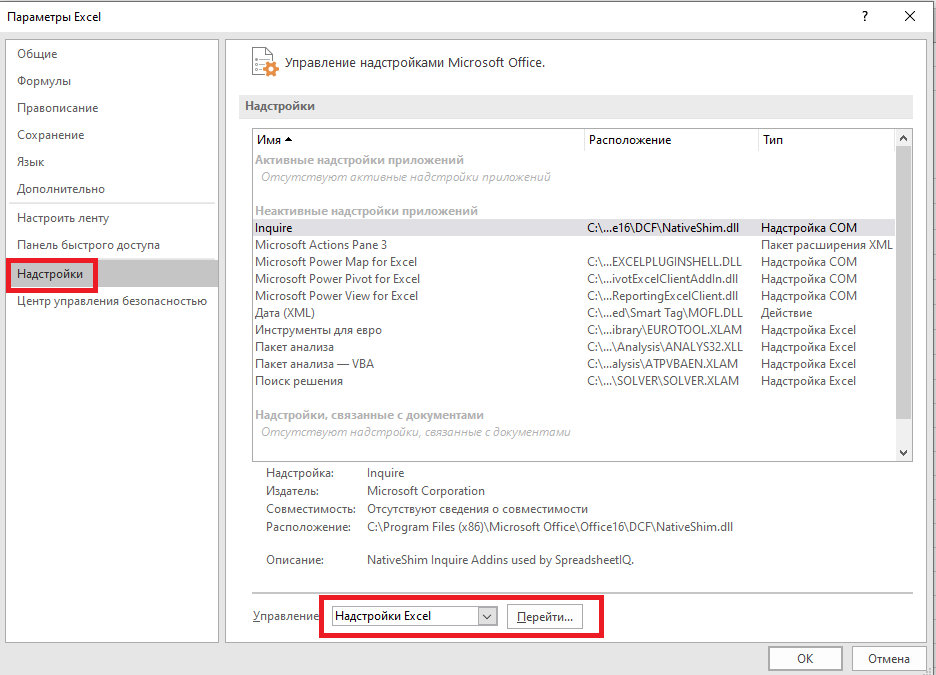 Параметры Excel ? ×
Общие
Формулы
Правописание
Сохранение
Язык
Дополнительно
Настроить ленту
Панель быстрого доступа
Надстройки
Центр управления безопасностью
Управление надстройками Microsoft Office.
Надстройки
Имя Расположение Тип
Активные надстройки приложений
Отсутствуют активные надстройки приложений
Неактивные надстройки приложений
Inquire C:\...e16\DCF\NativeShim.dll Надстройка COM
Microsoft Actions Pane 3 Пакет расширения XML
Microsoft Power Map for Excel C:\...EXCELPLUGINSHELL.DLL Надстройка COM
Microsoft Power Pivot for Excel C:\...ivotExcelClientAddIn.dll Надстройка COM
Microsoft Power View for Excel C:\...ReportingExcelClient.dll Надстройка COM
Дата (XML) C:\...ed\Smart Tag\MOFL.DLL Действие
Инструменты для евро C:\...ibrary\EUROTOOL.XLAM Надстройка Excel
Пакет анализа C:\...\Analysis\ANALYS32.XLL Надстройка Excel
Пакет анализа — VBA C:\...alysis\ATPVBAEN.XLAM Надстройка Excel
Поиск решения C:\...\SOLVER\SOLVER.XLAM Надстройка Excel
Надстройки, связанные с документами
Отсутствуют надстройки, связанные с документами
Надстройка: Inquire
Издатель: Microsoft Corporation
Совместимость: Отсутствуют сведения о совместимости
Расположение: C:\Program Files (x86)\Microsoft Office\Office16\DCF\NativeShim.dll
Описание: NativeShim Inquire Addins used by SpreadsheetIQ.
Управление Надстройки Excel Перейти...
ОК Отмена